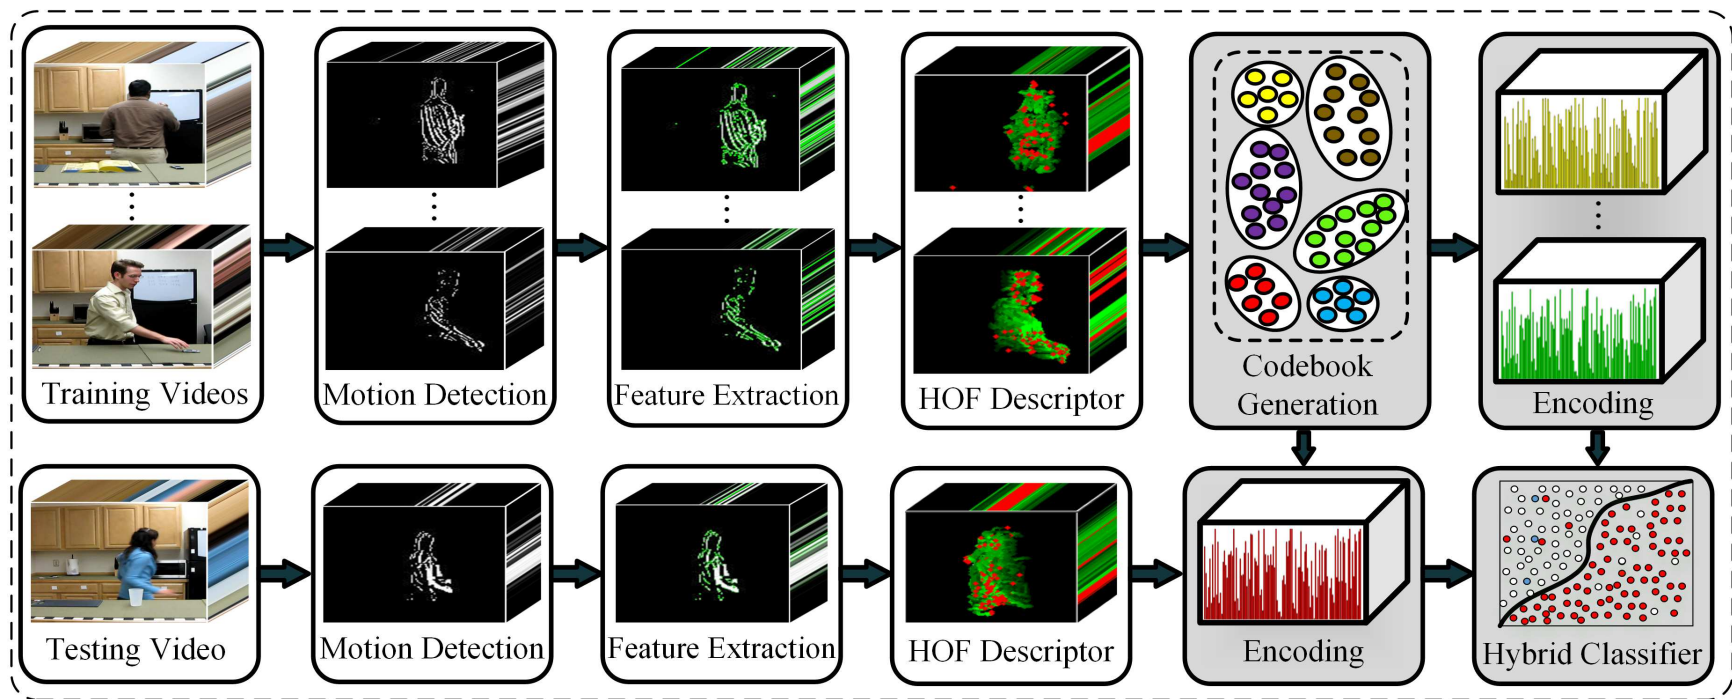 Training Videos
Motion Detection
Feature Extraction
HOF Descriptor
Codebook
Generation
Encoding
Testing Video
Motion Detection
Feature Extraction
HOF Descriptor
Encoding
Hybrid Classifier